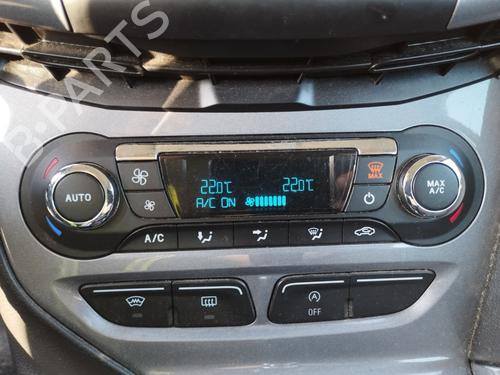 B-PARTS
22.0°C 22.0°C
A/C ON
MAX
AUTO
MAX
A/C
A/C
A
OFF